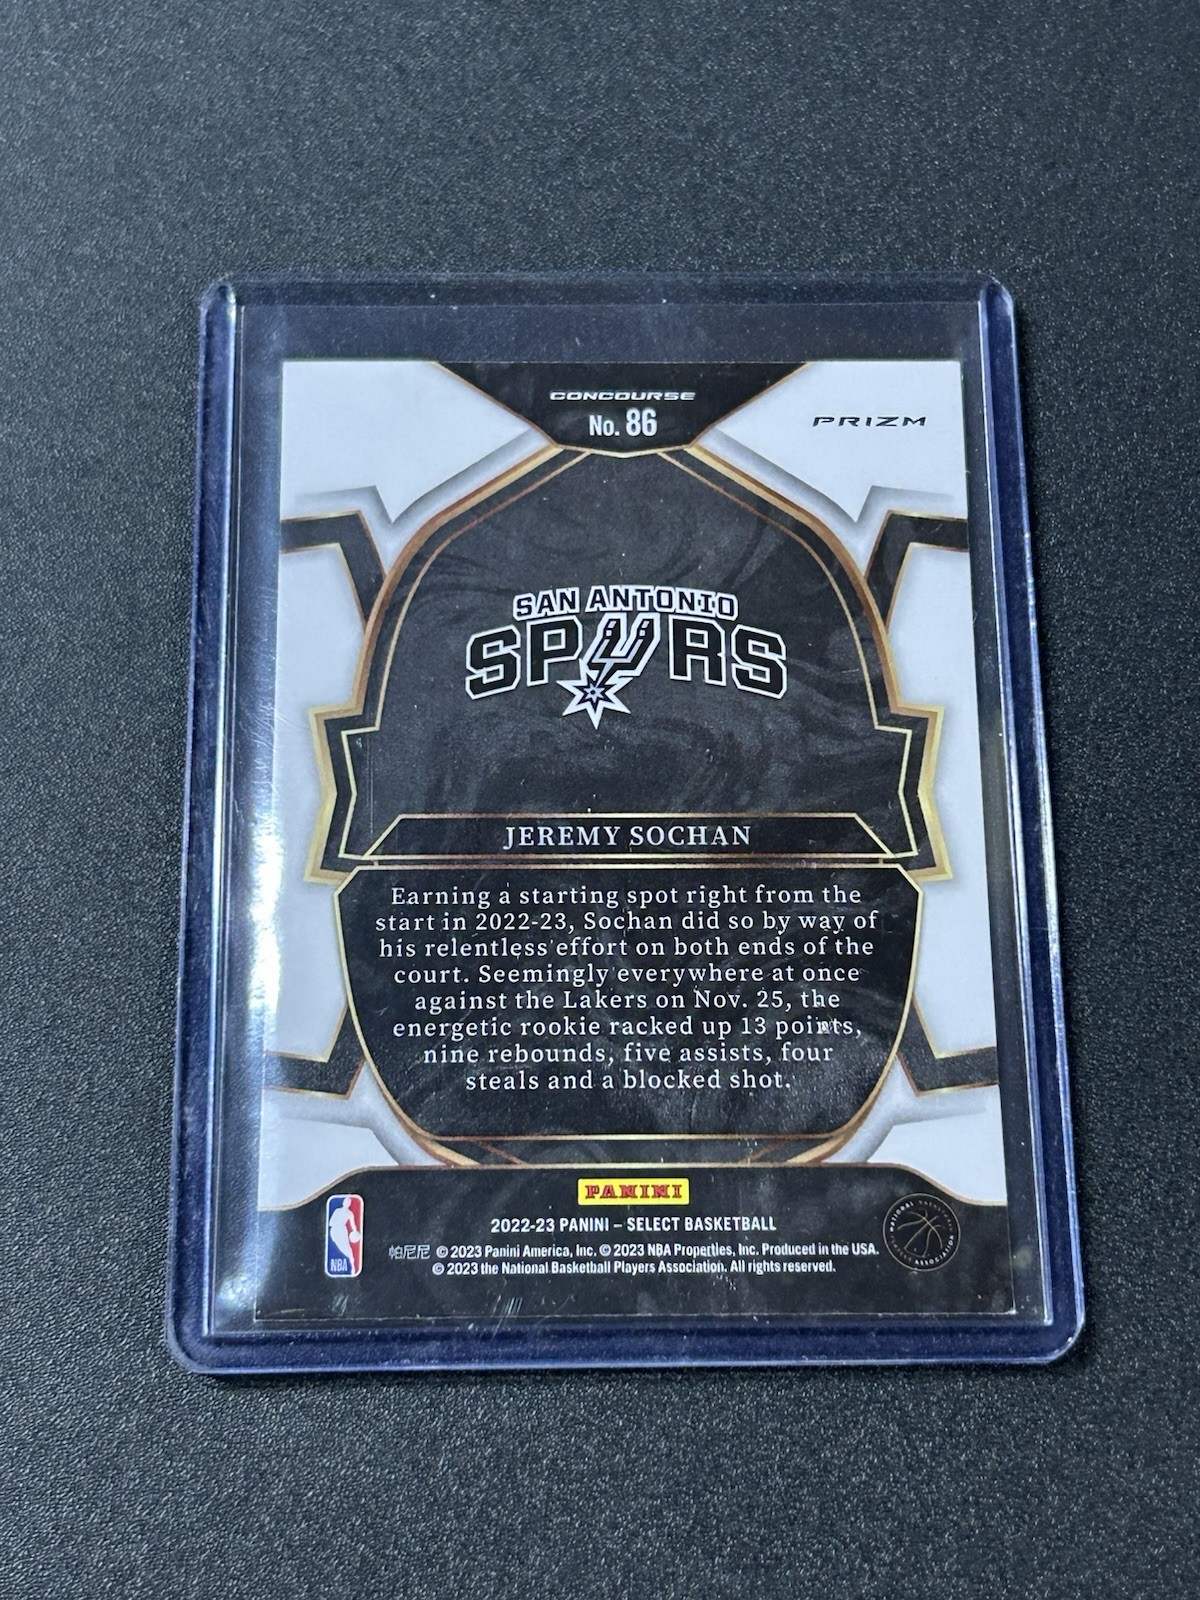 CONCOURSE
No. 86
PRIZM
SAN ANTONIO
SPURS
JEREMY SOCHAN
Earning a starting spot right from the
start in 2022-23, Sochan did so by way of
his relentless effort on both ends of the
court. Seemingly everywhere at once
against the Lakers on Nov. 25, the
energetic rookie racked up 13 points,
nine rebounds, five assists, four
steals and a blocked shot.
PANINI
2022-23 PANINI – SELECT BASKETBALL
帕尼尼 © 2023 Panini America, Inc. © 2023 NBA Properties, Inc. Produced in the USA.
© 2023 the National Basketball Players Association. All rights reserved.
NBA
NATIONAL BASKETBALL PLAYERS ASSOCIATION